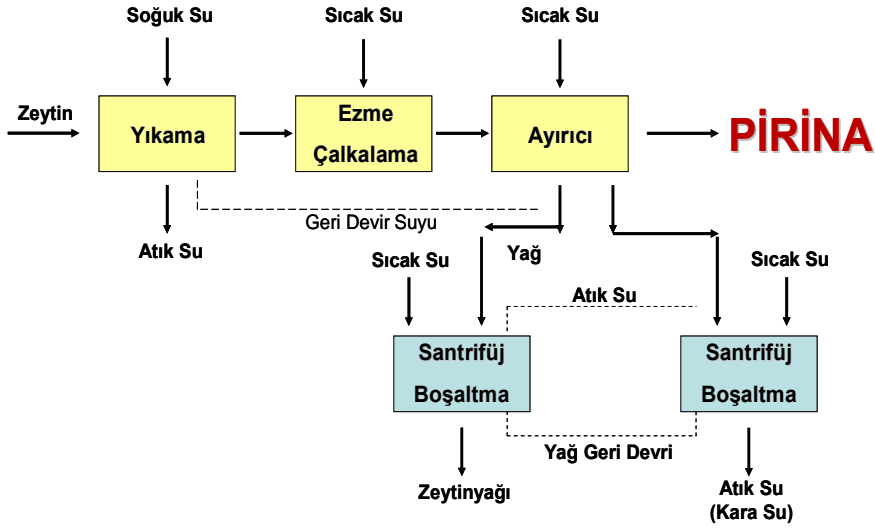 Soğuk Su
Sıcak Su
Sıcak Su
Zeytin
Yıkama
Ezme
Çalkalama
Ayırıcı
PİRİNA
Geri Devir Suyu
Atık Su
Yağ
Sıcak Su
Sıcak Su
Atık Su
Santrifüj
Boşaltma
Santrifüj
Boşaltma
Yağ Geri Devri
Zeytinyağı
Atık Su
(Kara Su)